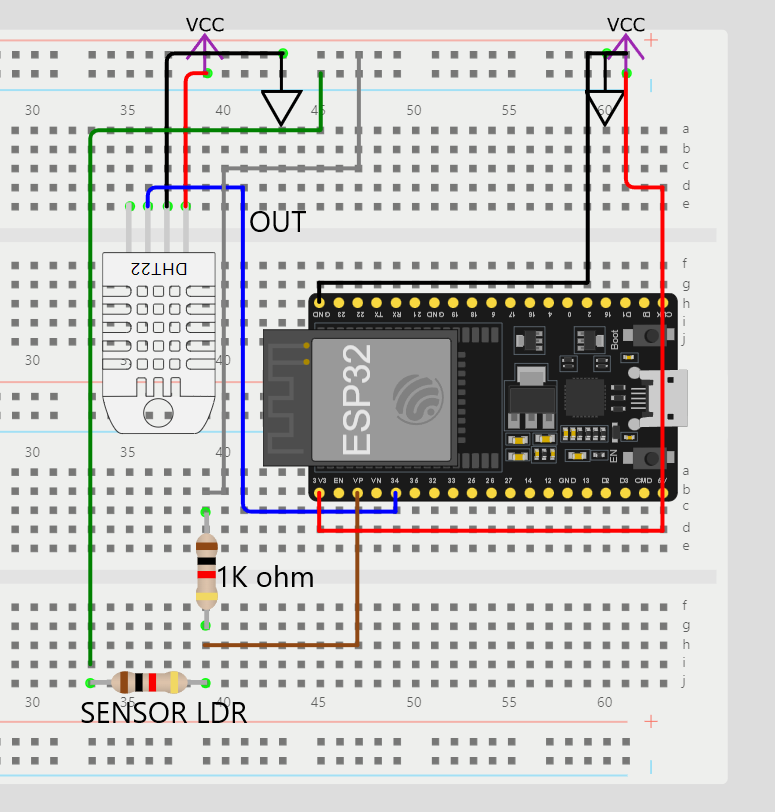 VCC VCC
+
30 35 40 45 50 55 60
a
b
c
d
e
OUT
DHT22
f
g
h
i
j
GND 23 22 TX RX 21 GND 19 18 5 17 16 4 0 2 15 D1 D0 CLK
Boot
ESP32
30 35 40
EN
30 35 40
3V3 EN VP VN 34 35 32 33 25 26 27 14 12 GND 13 D2 D3 CMD 5V
a
b
c
d
e
1K ohm
f
g
h
i
j
30 35 40 45 50 55 60
SENSOR LDR
+